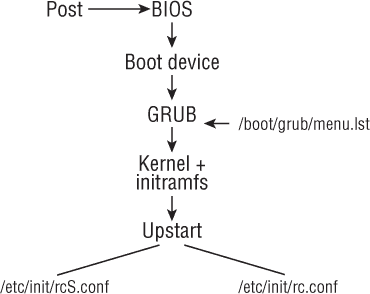 Post
BIOS
Boot device
GRUB
/boot/grub/menu.lst
Kernel +
initramfs
Upstart
/etc/init/rcS.conf
/etc/init/rc.conf